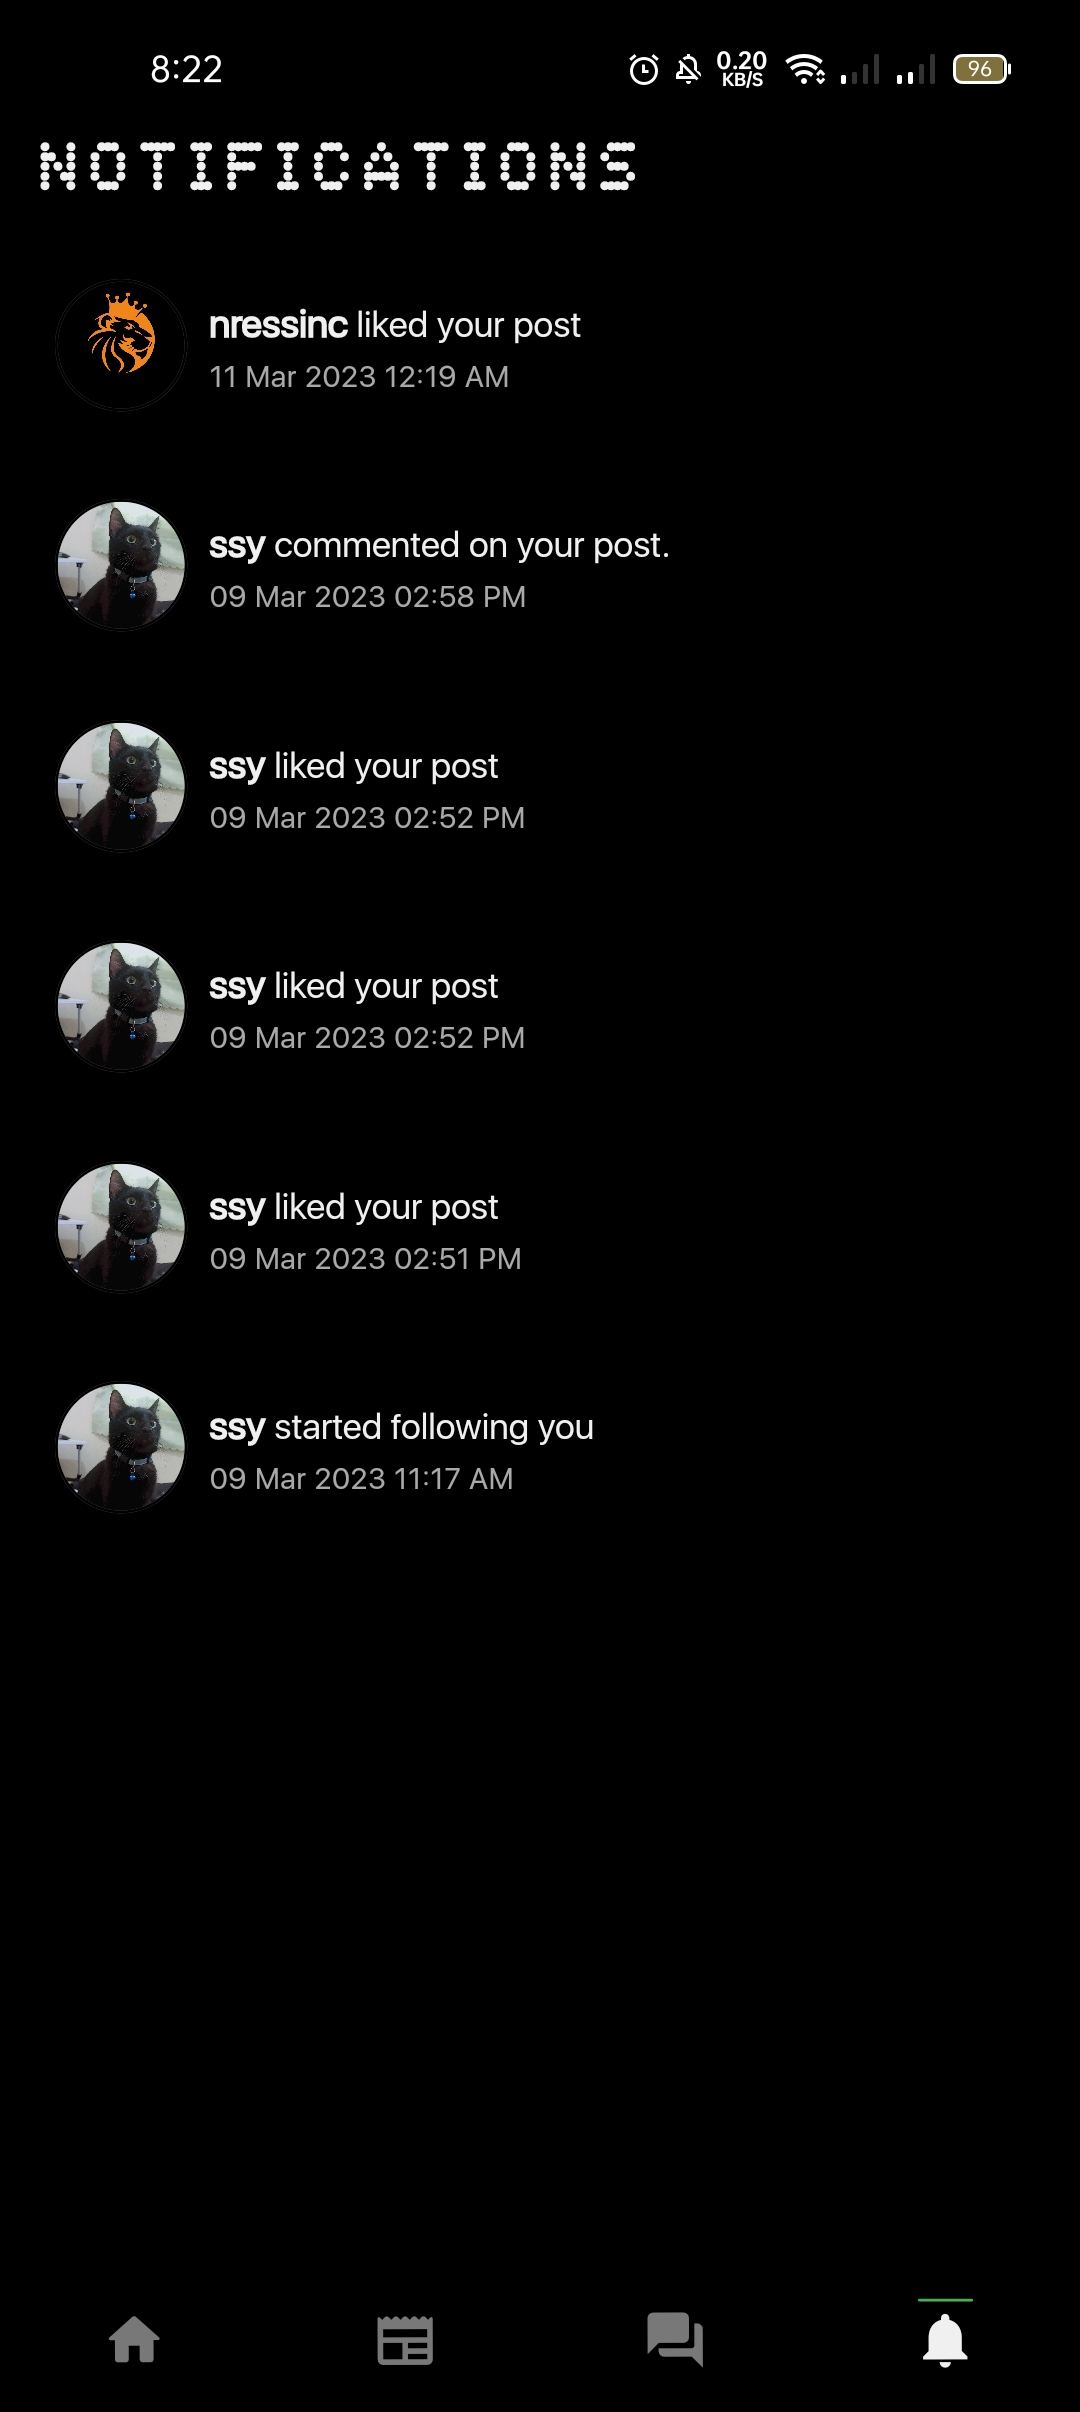 8:22
0.20
KB/S
96
NOTIFICATIONS
nressinc liked your post
11 Mar 2023 12:19 AM
ssy commented on your post.
09 Mar 2023 02:58 PM
ssy liked your post
09 Mar 2023 02:52 PM
ssy liked your post
09 Mar 2023 02:52 PM
ssy liked your post
09 Mar 2023 02:51 PM
ssy started following you
09 Mar 2023 11:17 AM